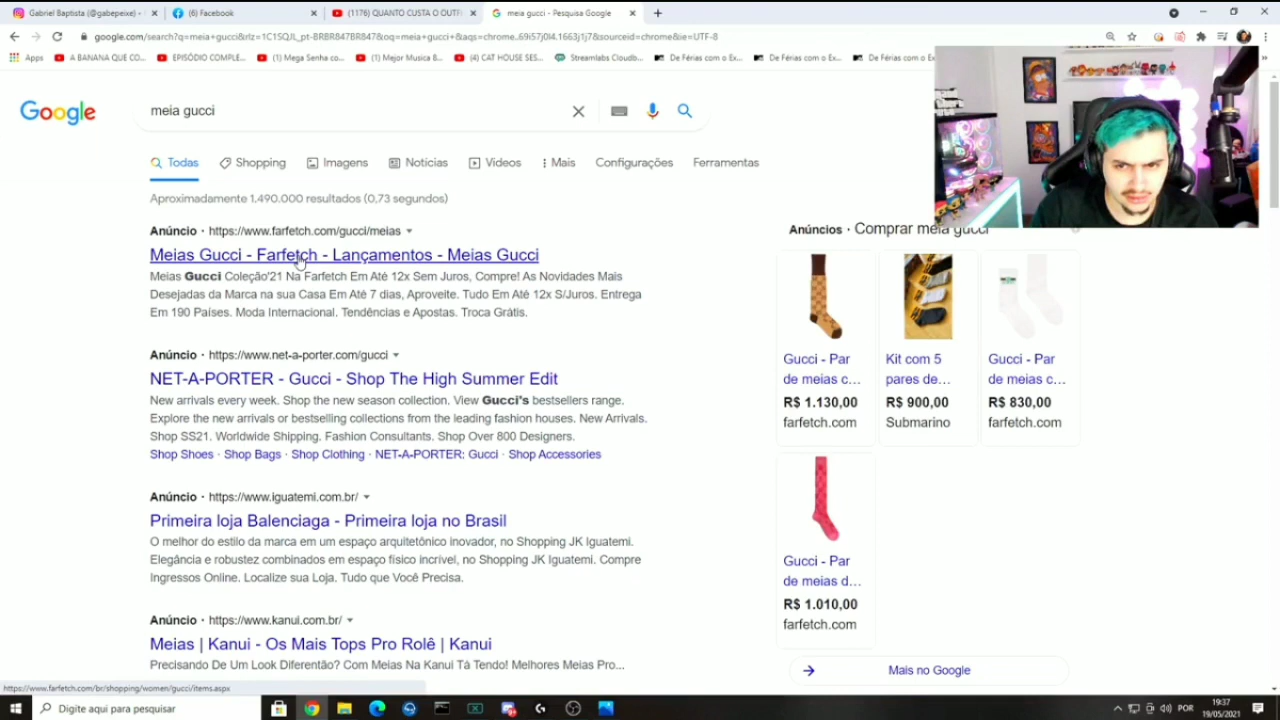 Gabriel Baptista (@gabepeixe) •
(6) Facebook
(1176) QUANTO CUSTA O OUTF
meia gucci - Pesquisa Google
google.com/search?q=meia+gucci&rlz=1C1SQJL_pt-BRBR847BR847&oq=meia+gucci+&aqs=chrome..69i57j0l4.1663j1j7&sourceid=chrome&ie=UTF-8
Apps
A BANANA QUE CO...
EPISÓDIO COMPLE...
(1) Mega Senha co...
(1) Mejor Musica B...
(4) CAT HOUSE SES...
Streamlabs Cloudb...
De Férias com o Ex...
De Férias com o Ex...
De Férias com o Ex
Google
meia gucci
Todas
Shopping
Imagens
Notícias
Vídeos
Mais
Configurações
Ferramentas
Aproximadamente 1.490.000 resultados (0,73 segundos)
Anúncio · https://www.farfetch.com/gucci/meias
Meias Gucci - Farfetch - Lançamentos - Meias Gucci
Meias Gucci Coleção'21 Na Farfetch Em Até 12x Sem Juros, Compre! As Novidades Mais
Desejadas da Marca na sua Casa Em Até 7 dias, Aproveite. Tudo Em Até 12x S/Juros. Entrega
Em 190 Países. Moda Internacional. Tendências e Apostas. Troca Grátis.
Anúncio · https://www.net-a-porter.com/gucci
NET-A-PORTER - Gucci - Shop The High Summer Edit
New arrivals every week. Shop the new season collection. View Gucci's bestsellers range.
Explore the new arrivals or bestselling collections from the leading fashion houses. New Arrivals.
Shop SS21. Worldwide Shipping. Fashion Consultants. Shop Over 800 Designers.
Shop Shoes · Shop Bags · Shop Clothing · NET-A-PORTER: Gucci · Shop Accessories
Anúncio · https://www.iguatemi.com.br/
Primeira loja Balenciaga - Primeira loja no Brasil
O melhor do estilo da marca em um espaço arquitetônico inovador, no Shopping JK Iguatemi.
Elegância e robustez combinados em espaço físico incrível, no Shopping JK Iguatemi. Compre
Ingressos Online. Localize sua Loja. Tudo que Você Precisa.
Anúncio · https://www.kanui.com.br/
Meias | Kanui - Os Mais Tops Pro Rolê | Kanui
Precisando De Um Look Diferentão? Com Meias Na Kanui Tá Tendo! Melhores Meias Pro...
Anúncios · Comprar meia gucci
Gucci - Par
de meias c...
R$ 1.130,00
farfetch.com
Kit com 5
pares de...
R$ 900,00
Submarino
Gucci - Par
de meias c...
R$ 830,00
farfetch.com
Gucci - Par
de meias d...
R$ 1.010,00
farfetch.com
Mais no Google
https://www.farfetch.com/br/shopping/women/gucci/items.aspx
Digite aqui para pesquisar
POR
19:37
19/05/2021